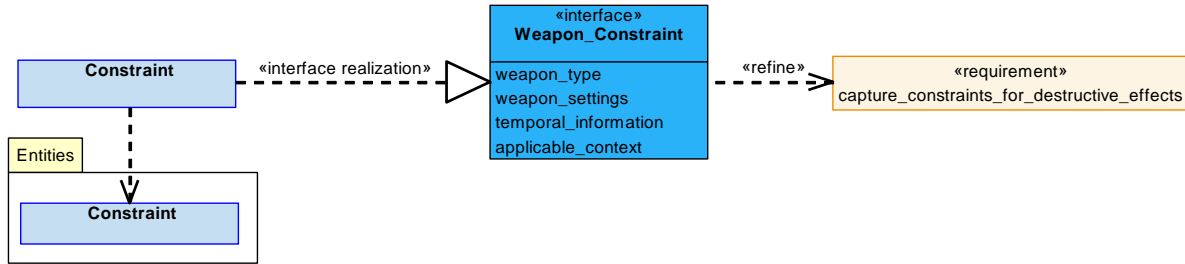 «interface»
Weapon_Constraint
weapon_type
weapon_settings
temporal_information
applicable_context
Constraint
«interface realization»
«refine»
«requirement»
capture_constraints_for_destructive_effects
Entities
Constraint